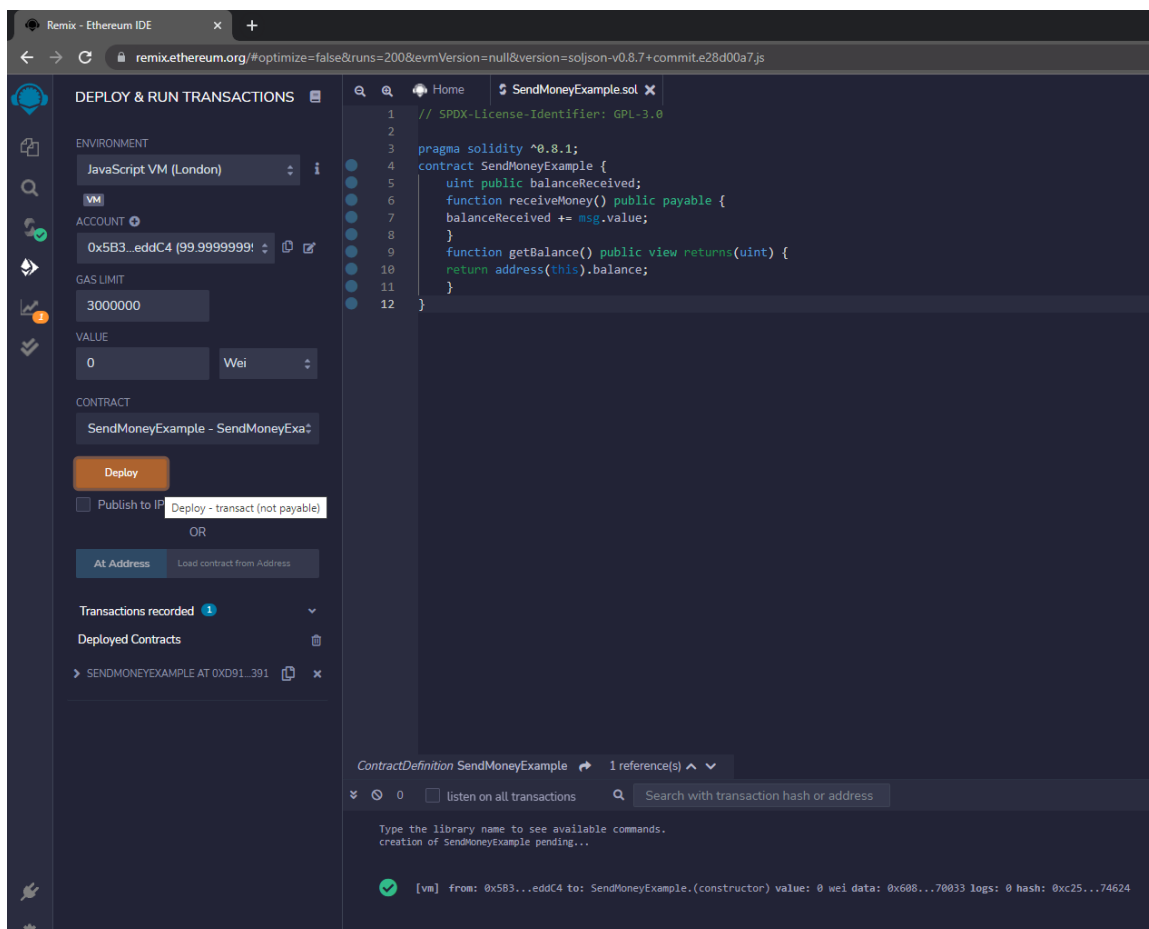 Remix - Ethereum IDE
remix.ethereum.org/#optimize=false&runs=200&evmVersion=null&version=soljson-v0.8.7+commit.e28d00a7.js
DEPLOY & RUN TRANSACTIONS
ENVIRONMENT
JavaScript VM (London)
VM
ACCOUNT
0x5B3...eddC4 (99.9999999
GAS LIMIT
3000000
VALUE
0 Wei
CONTRACT
SendMoneyExample - SendMoneyExa
Deploy
Publish to IP
Deploy - transact (not payable)
OR
At Address Load contract from Address
Transactions recorded 1
Deployed Contracts
SENDMONEYEXAMPLE AT 0XD91...391
1
Home SendMoneyExample.sol
1 // SPDX-License-Identifier: GPL-3.0
2
3 pragma solidity ^0.8.1;
4 contract SendMoneyExample {
5 uint public balanceReceived;
6 function receiveMoney() public payable {
7 balanceReceived += msg.value;
8 }
9 function getBalance() public view returns(uint) {
10 return address(this).balance;
11 }
12 }
ContractDefinition SendMoneyExample 1 reference(s)
0 listen on all transactions Search with transaction hash or address
Type the library name to see available commands.
creation of SendMoneyExample pending...
[vm] from: 0x5B3...eddC4 to: SendMoneyExample.(constructor) value: 0 wei data: 0x608...70033 logs: 0 hash: 0xc25...74624